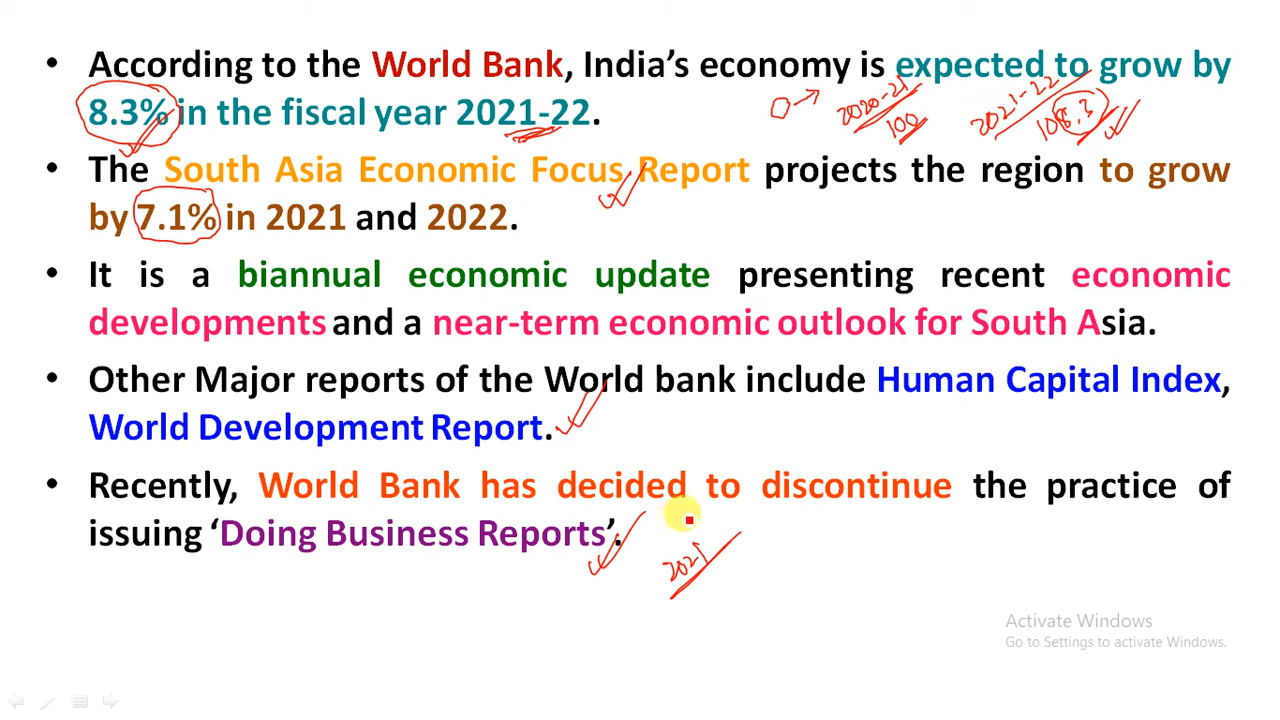 • According to the World Bank, India's economy is expected to grow by
8.3% in the fiscal year 2021-22.
2020-21
100
2021-22
108.3
• The South Asia Economic Focus Report projects the region to grow
by 7.1% in 2021 and 2022.
• It is a biannual economic update presenting recent economic
developments and a near-term economic outlook for South Asia.
• Other Major reports of the World bank include Human Capital Index,
World Development Report.
• Recently, World Bank has decided to discontinue the practice of
issuing ‘Doing Business Reports’.
2021
Activate Windows
Go to Settings to activate Windows.